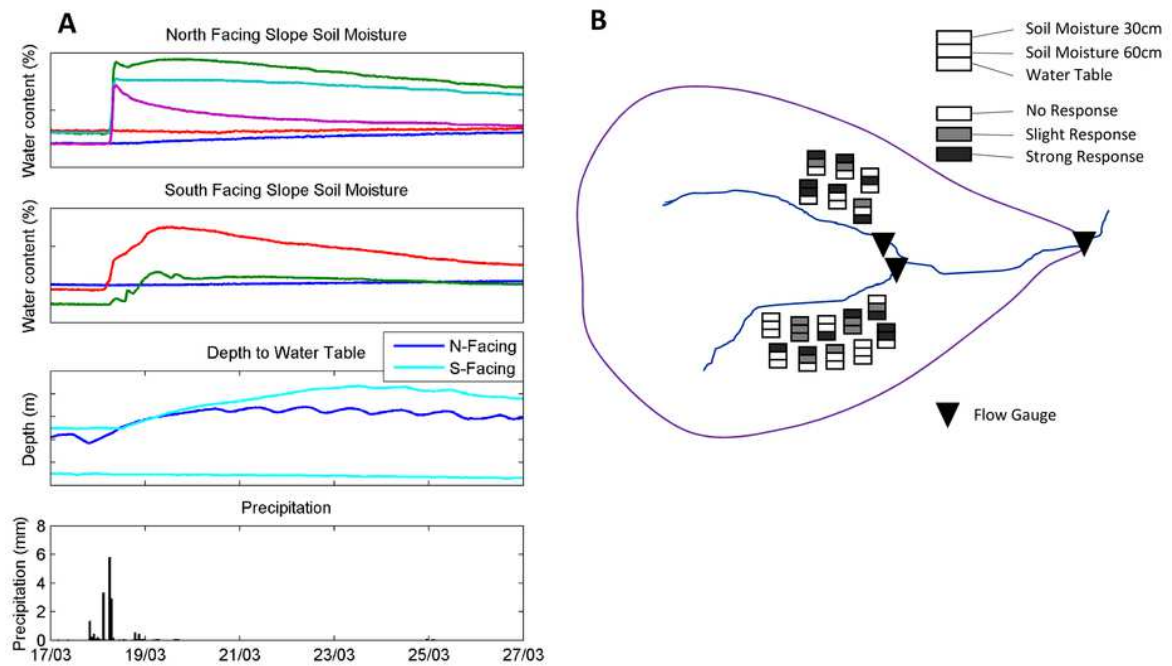 A
North Facing Slope Soil Moisture
Water content (%)
South Facing Slope Soil Moisture
Water content (%)
Depth to Water Table
N-Facing
S-Facing
Depth (m)
Precipitation
Precipitation (mm)
8
6
4
2
0
17/03 19/03 21/03 23/03 25/03 27/03
B
Soil Moisture 30cm
Soil Moisture 60cm
Water Table
No Response
Slight Response
Strong Response
Flow Gauge